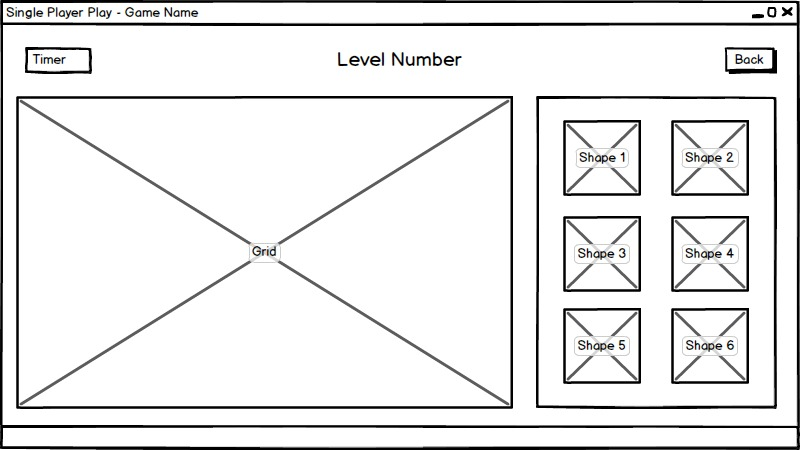 Single Player Play - Game Name
Timer
Level Number
Back
Grid
Shape 1
Shape 2
Shape 3
Shape 4
Shape 5
Shape 6